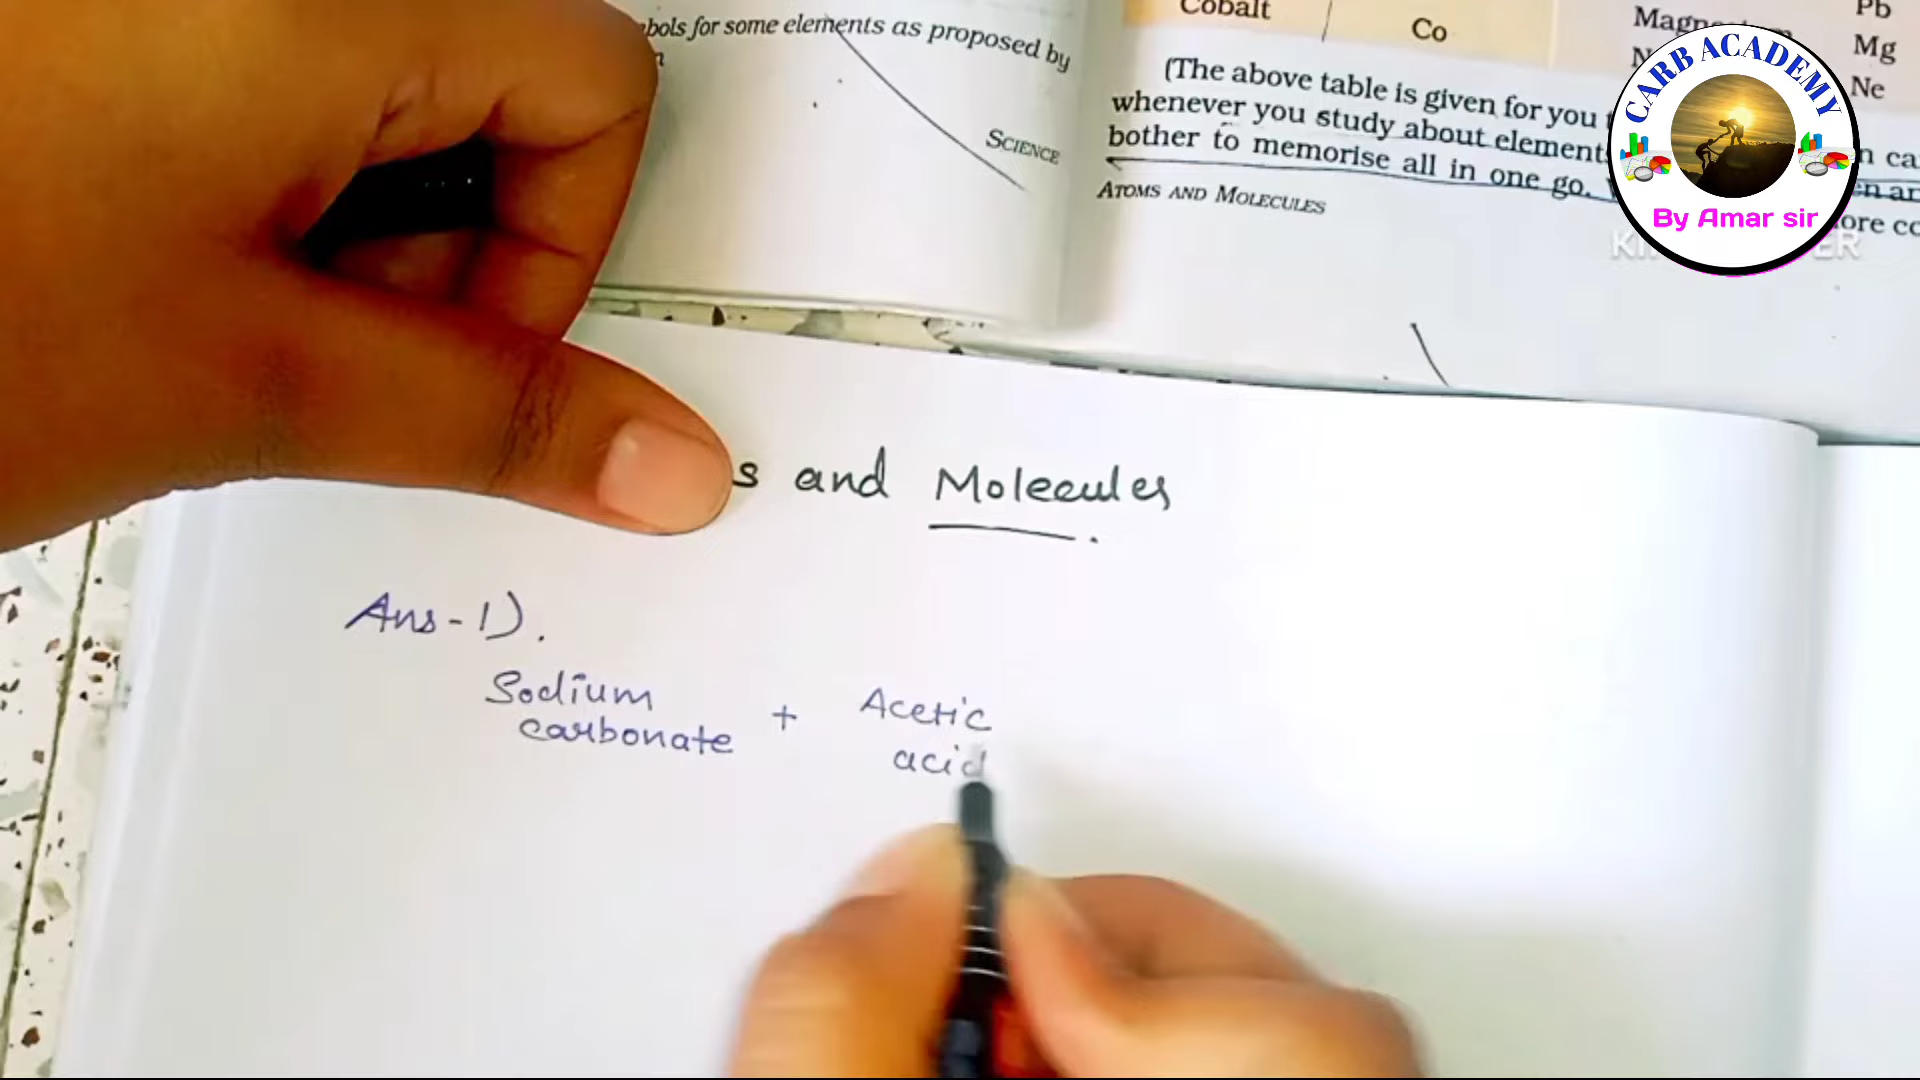 bols for some elements as proposed by
SCIENCE
Cobalt
Co
Pb
Mg
Ne
(The above table is given for you
whenever you study about elements
bother to memorise all in one go.
ATOMS AND MOLECULES
CARB ACADEMY
By Amar sir
s and Molecules
Ans-1).
Sodium
carbonate + Acetic
acid